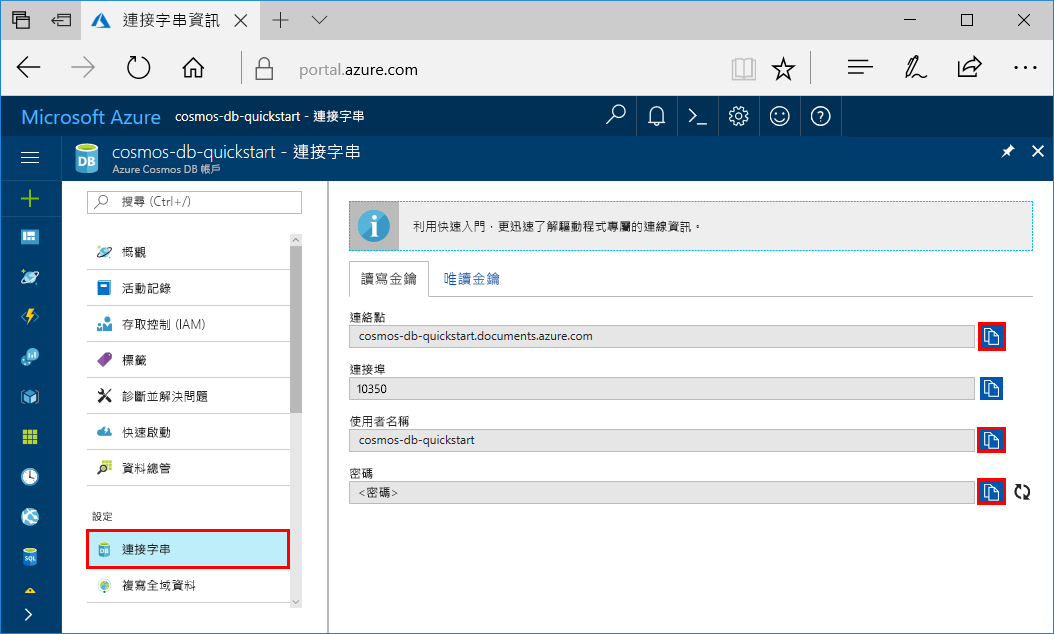 連接字串資訊
portal.azure.com
Microsoft Azure cosmos-db-quickstart - 連接字串
DB
cosmos-db-quickstart - 連接字串
Azure Cosmos DB 帳戶
搜尋 (Ctrl+/)
概觀
活動記錄
存取控制 (IAM)
標籤
診斷並解決問題
快速啟動
資料總管
設定
DB 連接字串
複寫全域資料
SQL
利用快速入門，更迅速了解驅動程式專屬的連線資訊。
讀寫金鑰 唯讀金鑰
連絡點
cosmos-db-quickstart.documents.azure.com
連接埠
10350
使用者名稱
cosmos-db-quickstart
密碼
<密碼>